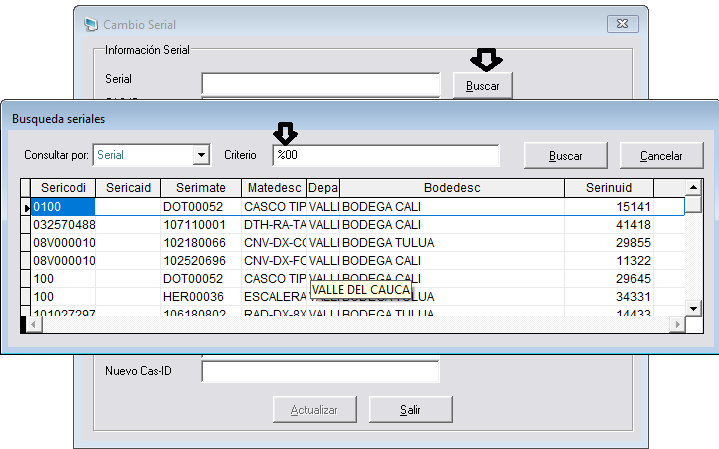 Cambio Serial
Información Serial
Serial
Buscar
Busqueda seriales
Consultar por: Serial Criterio %00 Buscar Cancelar
Sericodi Sericaid Serimate Matedesc Depa Bodedesc Serinuid
0100 DOT00052 CASCO TIP VALLI BODEGA CALI 15141
032570488 107110001 DTH-RA-TA VALLI BODEGA CALI 41418
08V000010 102180066 CNV-DX-CO VALLI BODEGA TULUA 29855
08V000010 102520696 CNV-DX-FC VALLI BODEGA CALI 11322
100 DOT00052 CASCO TIP VALLI BODEGA CALI 29645
VALLE DEL CAUCA
100 HER00036 ESCALERA VALLI BODEGA TULUA 34331
101027297 106180802 RAD-DX-8X VALLI BODEGA TULUA 14433
Nuevo Cas-ID
Actualizar Salir